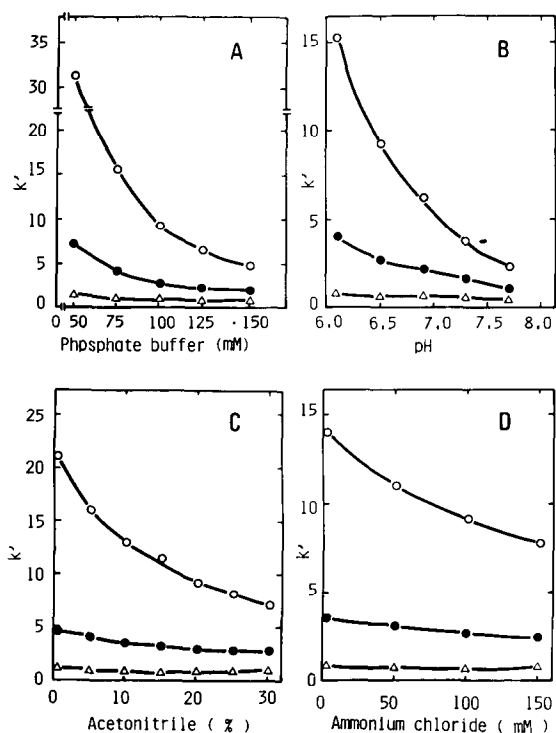 A
35
30
20
15
10
5
0
k'
0 50 75 100 125 150
Phpsphate buffer (mM)
B
15
10
5
0
6.0 6.5 7.0 7.5 8.0
pH
C
25
20
15
10
5
0
k'
0 10 20 30
Acetonitrile ( % )
D
15
10
5
0
k'
0 50 100 150
Ammonium chloride ( mM )